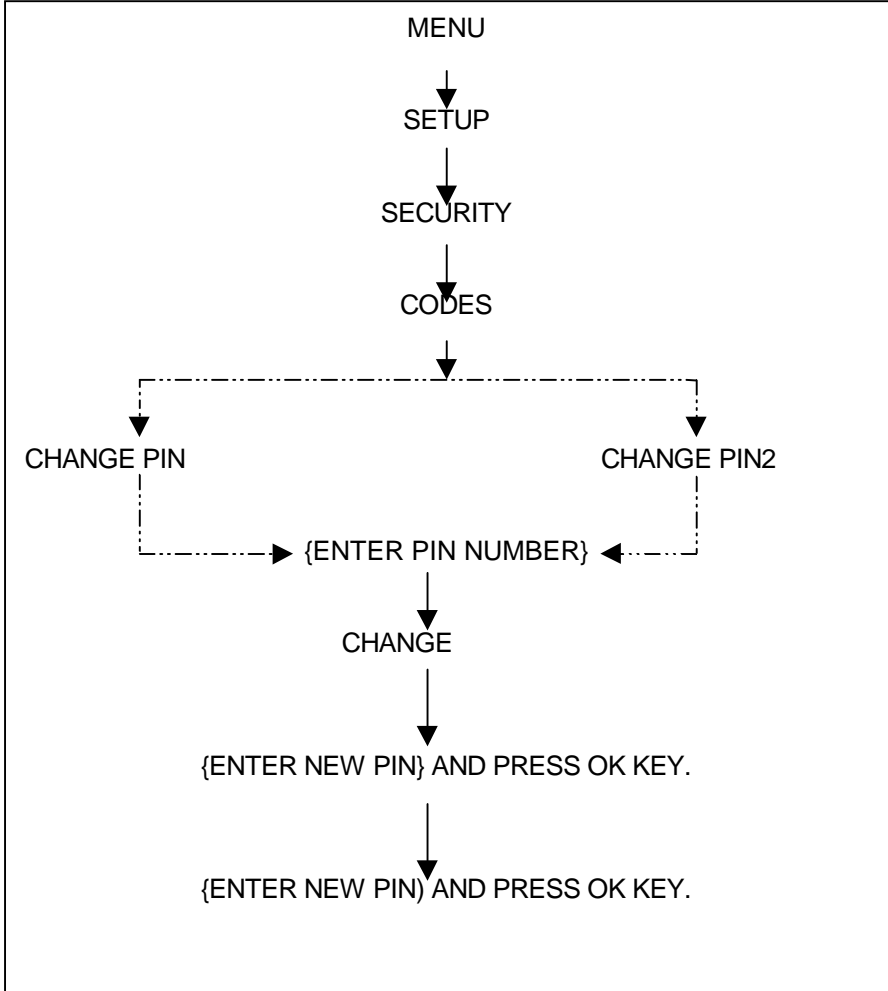 MENU
SETUP
SECURITY
CODES
CHANGE PIN
CHANGE PIN2
{ENTER PIN NUMBER}
CHANGE
{ENTER NEW PIN} AND PRESS OK KEY.
{ENTER NEW PIN) AND PRESS OK KEY.